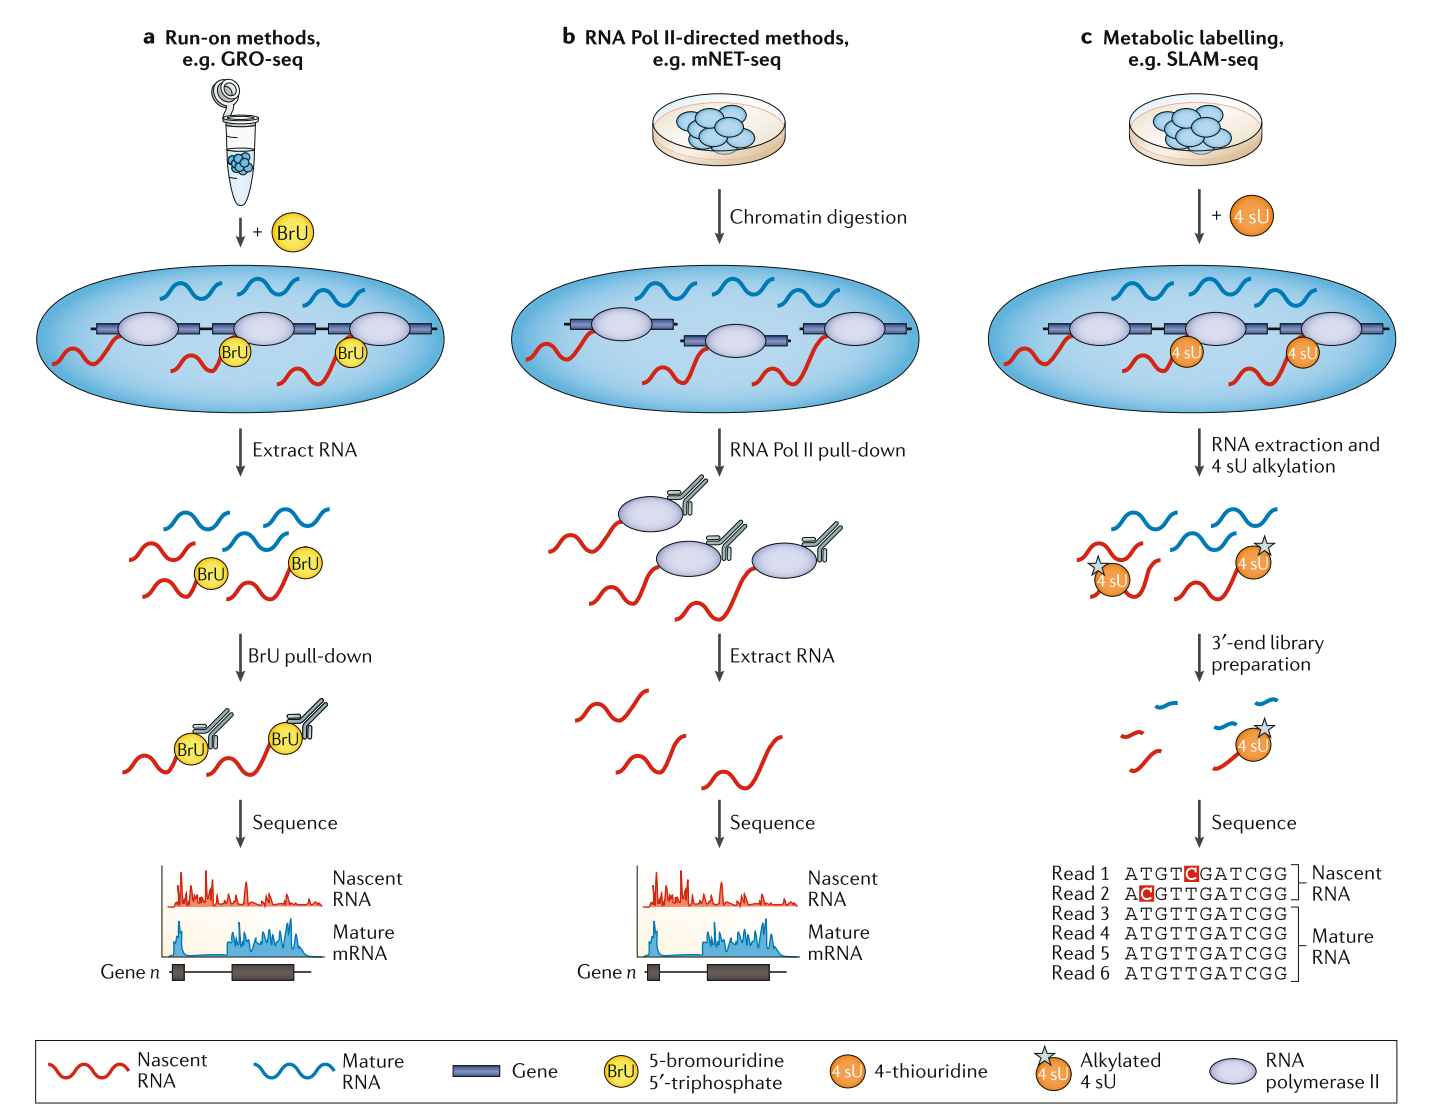 a Run-on methods,
e.g. GRO-seq
+ BrU
BrU
BrU
Extract RNA
BrU
BrU
BrU pull-down
BrU
BrU
Sequence
Nascent
RNA
Mature
mRNA
Gene n
b RNA Pol II-directed methods,
e.g. mNET-seq
Chromatin digestion
RNA Pol II pull-down
Extract RNA
Sequence
Nascent
RNA
Mature
mRNA
Gene n
c Metabolic labelling,
e.g. SLAM-seq
+ 4 sU
4 sU
4 sU
RNA extraction and
4 sU alkylation
4 sU
4 sU
3′-end library
preparation
4 sU
Sequence
Read 1 ATGTCGATCGG
Read 2 ACGTTGATCGG
Nascent
RNA
Read 3 ATGTTGATCGG
Read 4 ATGTTGATCGG
Read 5 ATGTTGATCGG
Read 6 ATGTTGATCGG
Mature
RNA
Nascent
RNA
Mature
RNA
Gene
BrU
5-bromouridine
5′-triphosphate
4 sU
4-thiouridine
4 sU
Alkylated
4 sU
RNA
polymerase II